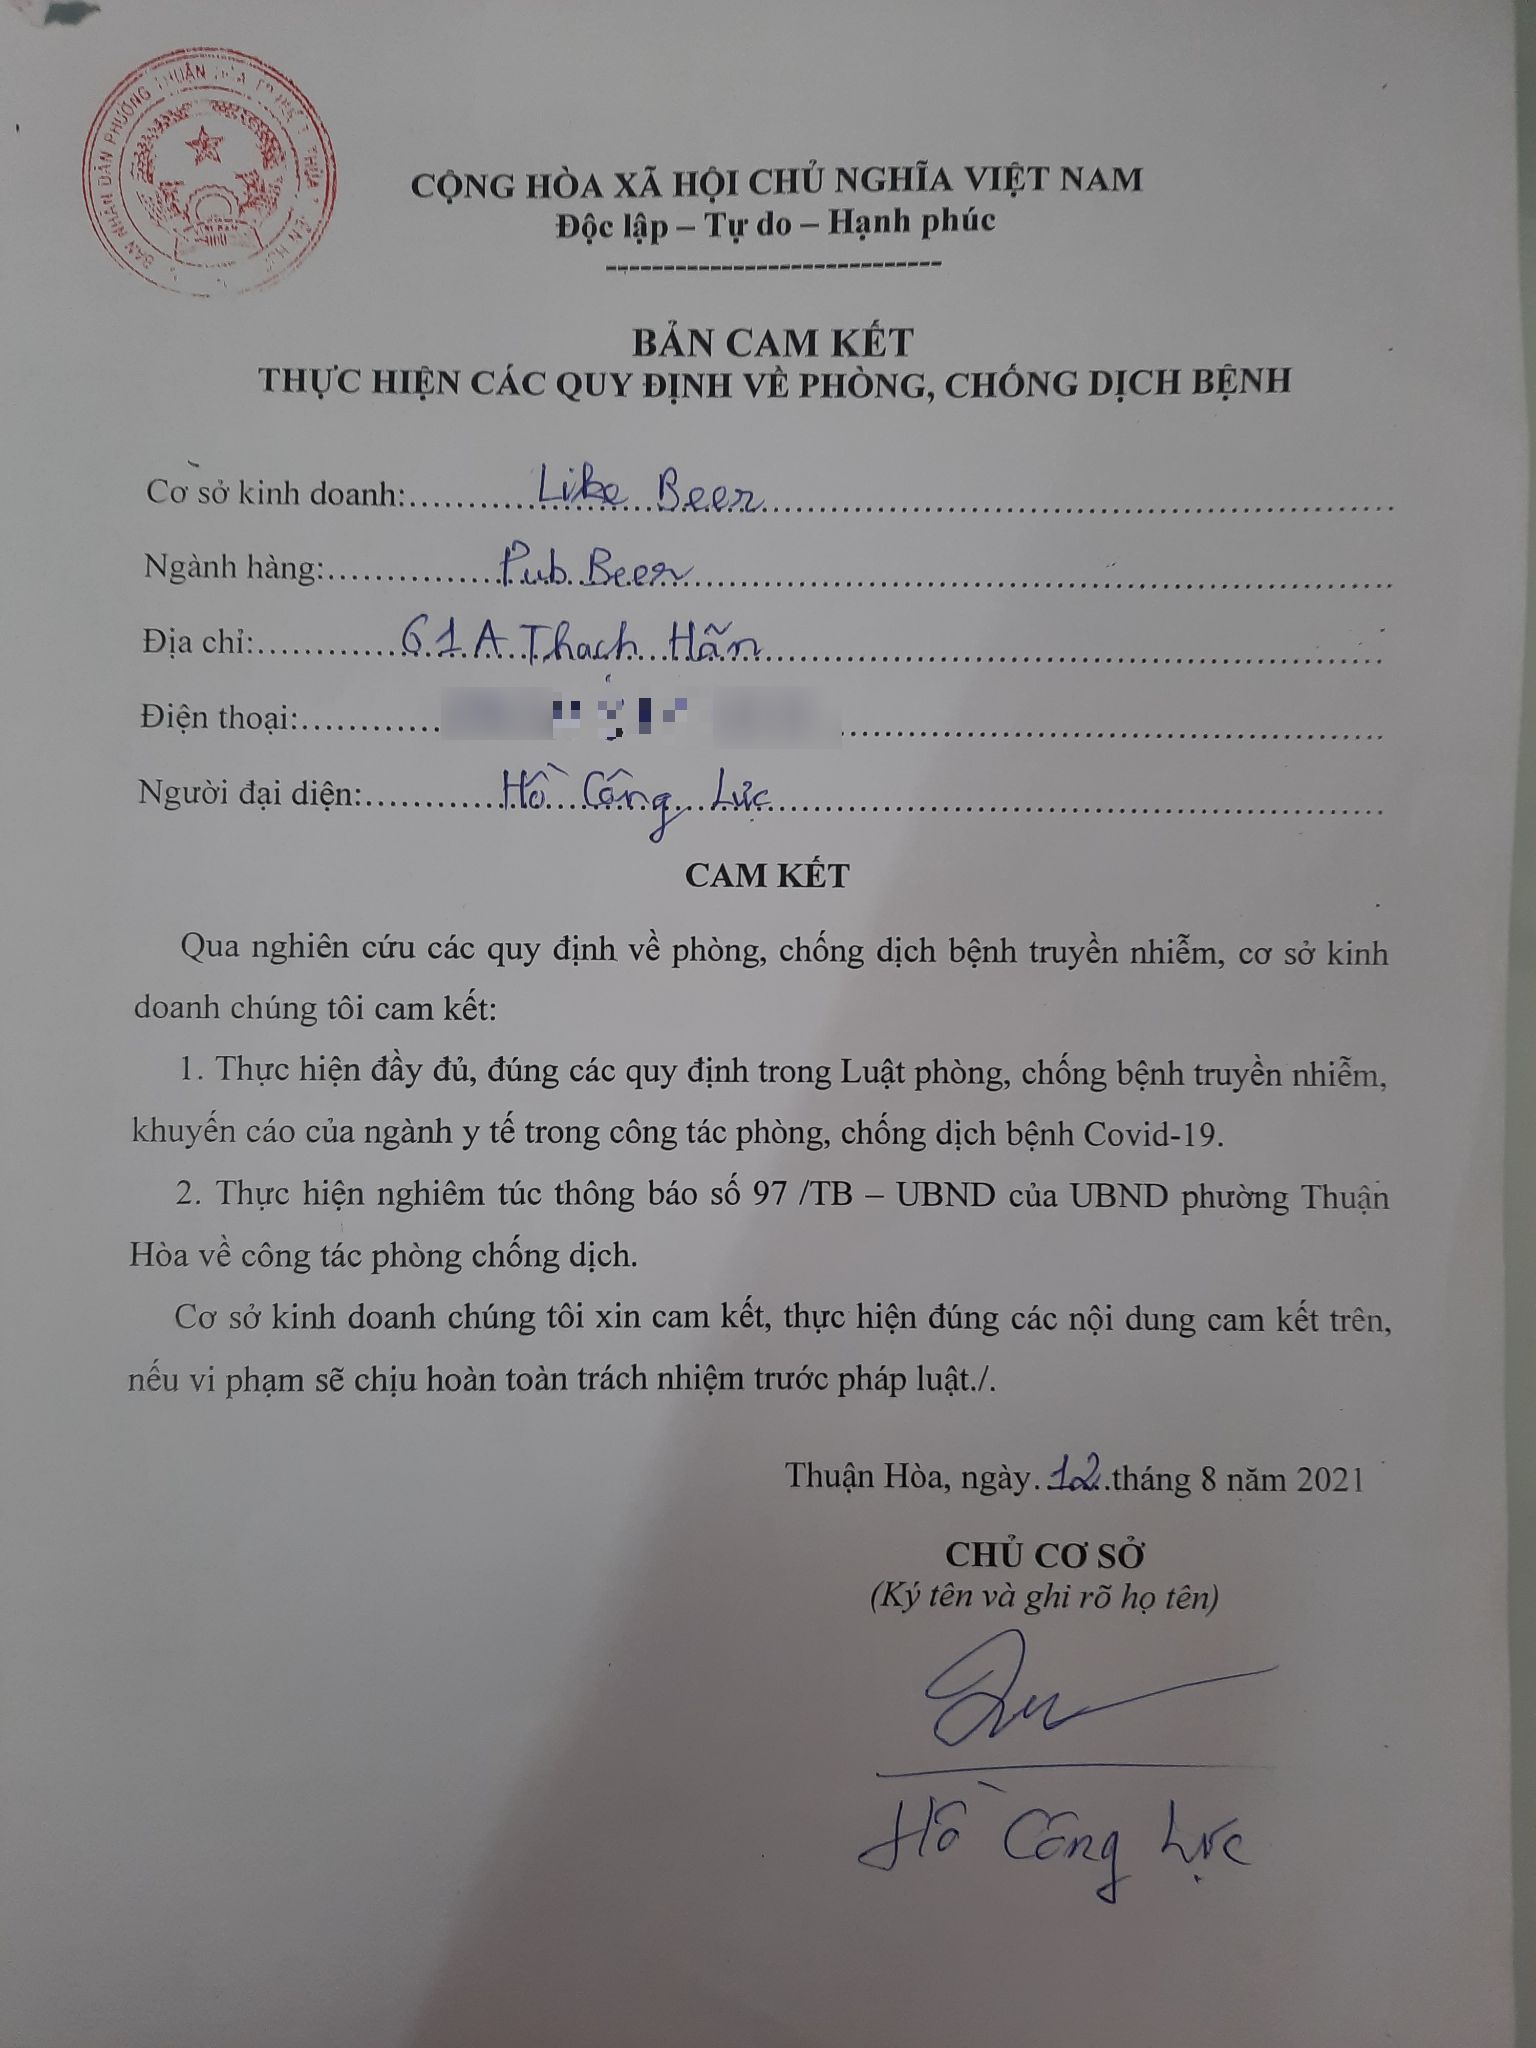 BAN NHÂN DÂN PHƯỜNG THUẬN
VIỆT NAM
CỘNG HÒA XÃ HỘI CHỦ NGHĨA VIỆT NAM
Độc lập – Tự do – Hạnh phúc
BẢN CAM KẾT
THỰC HIỆN CÁC QUY ĐỊNH VỀ PHÒNG, CHỐNG DỊCH BỆNH
Cơ sở kinh doanh: Like Beer
Ngành hàng: Pub Beer
Địa chỉ: 61A Thạch Hãn
Điện thoại:
Người đại diện: Hồ Công Lực
CAM KẾT
Qua nghiên cứu các quy định về phòng, chống dịch bệnh truyền nhiễm, cơ sở kinh
doanh chúng tôi cam kết:
1. Thực hiện đầy đủ, đúng các quy định trong Luật phòng, chống bệnh truyền nhiễm,
khuyến cáo của ngành y tế trong công tác phòng, chống dịch bệnh Covid-19.
2. Thực hiện nghiêm túc thông báo số 97 /TB – UBND của UBND phường Thuận
Hòa về công tác phòng chống dịch.
Cơ sở kinh doanh chúng tôi xin cam kết, thực hiện đúng các nội dung cam kết trên,
nếu vi phạm sẽ chịu hoàn toàn trách nhiệm trước pháp luật./.
Thuận Hòa, ngày 12 tháng 8 năm 2021
CHỦ CƠ SỞ
(Ký tên và ghi rõ họ tên)
Hồ Công Lực